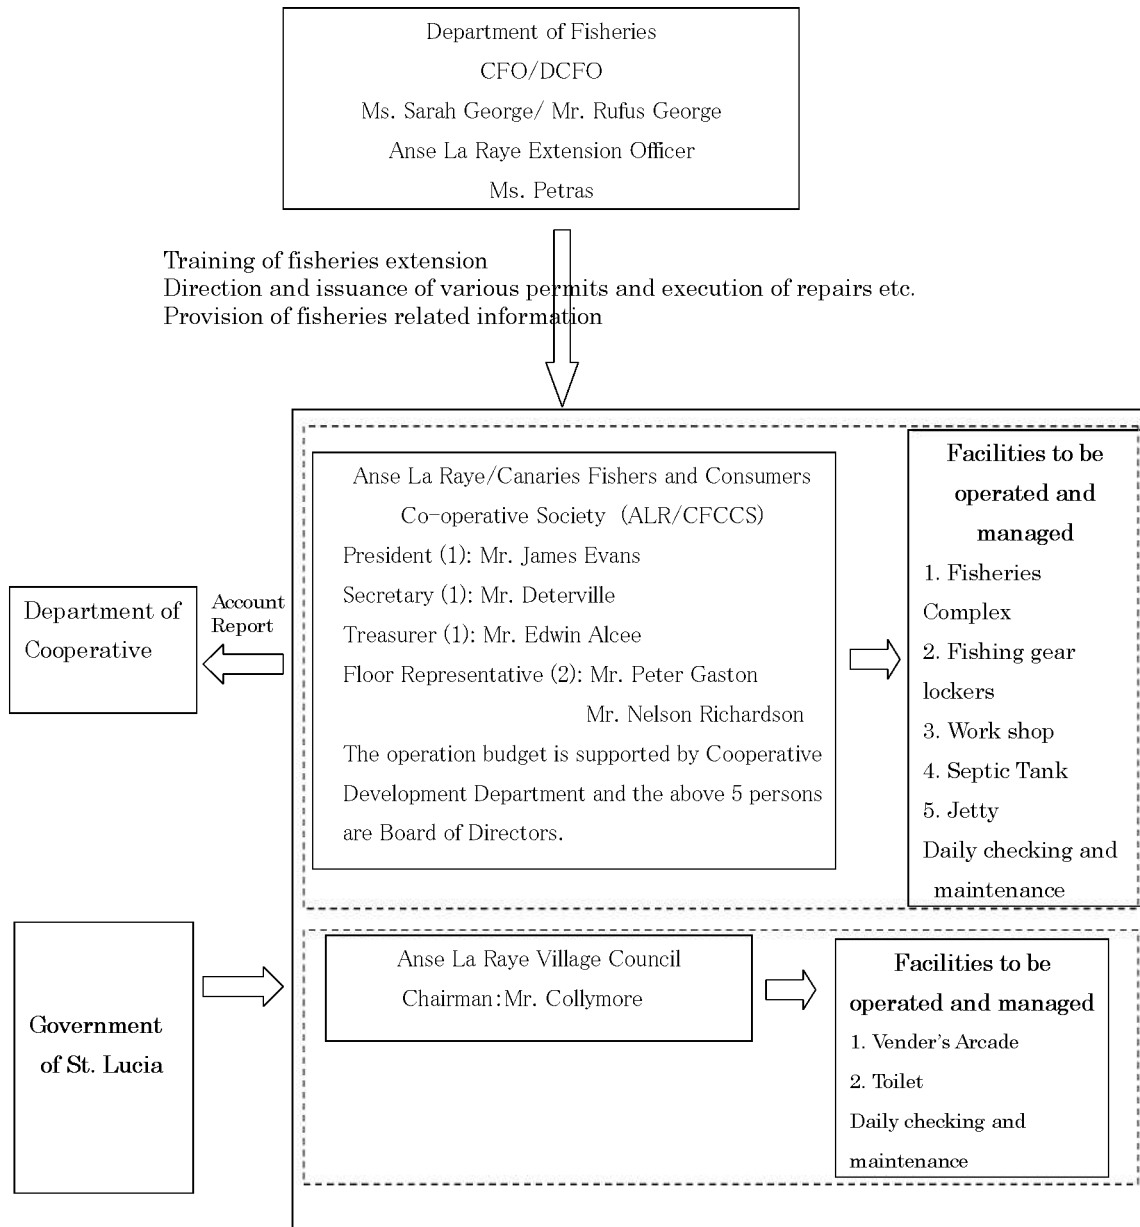 Department of Fisheries
CFO/DCFO
Ms. Sarah George/ Mr. Rufus George
Anse La Raye Extension Officer
Ms. Petras
Training of fisheries extension
Direction and issuance of various permits and execution of repairs etc.
Provision of fisheries related information
Anse La Raye/Canaries Fishers and Consumers
Co-operative Society (ALR/CFCCS)
President (1): Mr. James Evans
Secretary (1): Mr. Deterville
Treasurer (1): Mr. Edwin Alcee
Floor Representative (2): Mr. Peter Gaston
Mr. Nelson Richardson
The operation budget is supported by Cooperative
Development Department and the above 5 persons
are Board of Directors.
Facilities to be
operated and
managed
1. Fisheries
Complex
2. Fishing gear
lockers
3. Work shop
4. Septic Tank
5. Jetty
Daily checking and
maintenance
Department of
Cooperative
Account
Report
Government
of St. Lucia
Anse La Raye Village Council
Chairman:Mr. Collymore
Facilities to be
operated and managed
1. Vender's Arcade
2. Toilet
Daily checking and
maintenance